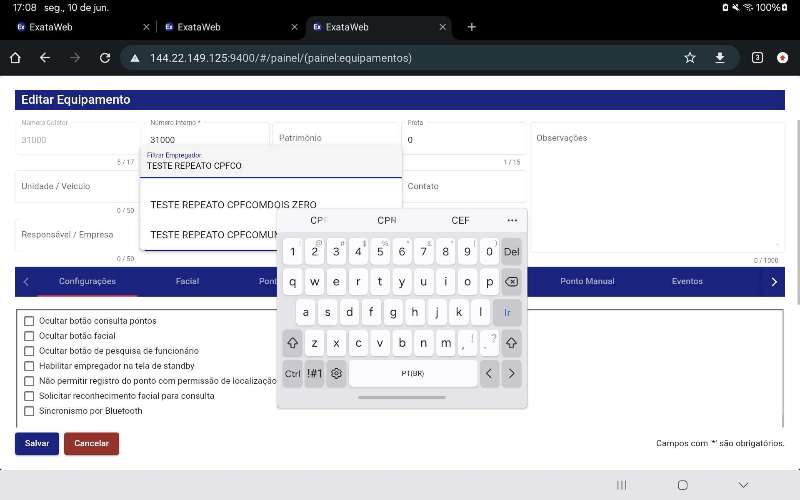 17:08 seg., 10 de jun. 100%
ExataWeb
ExataWeb
ExataWeb
144.22.149.125:9400/#/painel/(painel:equipamentos)
3
Editar Equipamento
Número Coletor
31000
5 / 17
Número Interno *
31000
Patrimônio
Frota
0
1 / 15
Observações
0 / 1000
Filtrar Empregador
TESTE REPEATO CPFCO
TESTE REPEATO CPFCOMDOIS ZERO
TESTE REPEATO CPFCOMUM
Unidade / Veículo
0 / 50
Contato
Responsável / Empresa
0 / 50
Configurações
Facial
Pont
Ponto Manual
Eventos
Ocultar botão consulta pontos
Ocultar botão facial
Ocultar botão de pesquisa de funcionário
Habilitar empregador na tela de standby
Não permitir registro do ponto com permissão de localização
Solicitar reconhecimento facial para consulta
Sincronismo por Bluetooth
Salvar
Cancelar
Campos com '*' são obrigatórios.
CPF CPR CEF ...
1 2 3 4 5 6 7 8 9 0 Del
q w e r t y u i o p
a s d f g h j k l Ir
z x c v b n m , ! . ?
Ctrl !#1 PT(BR)